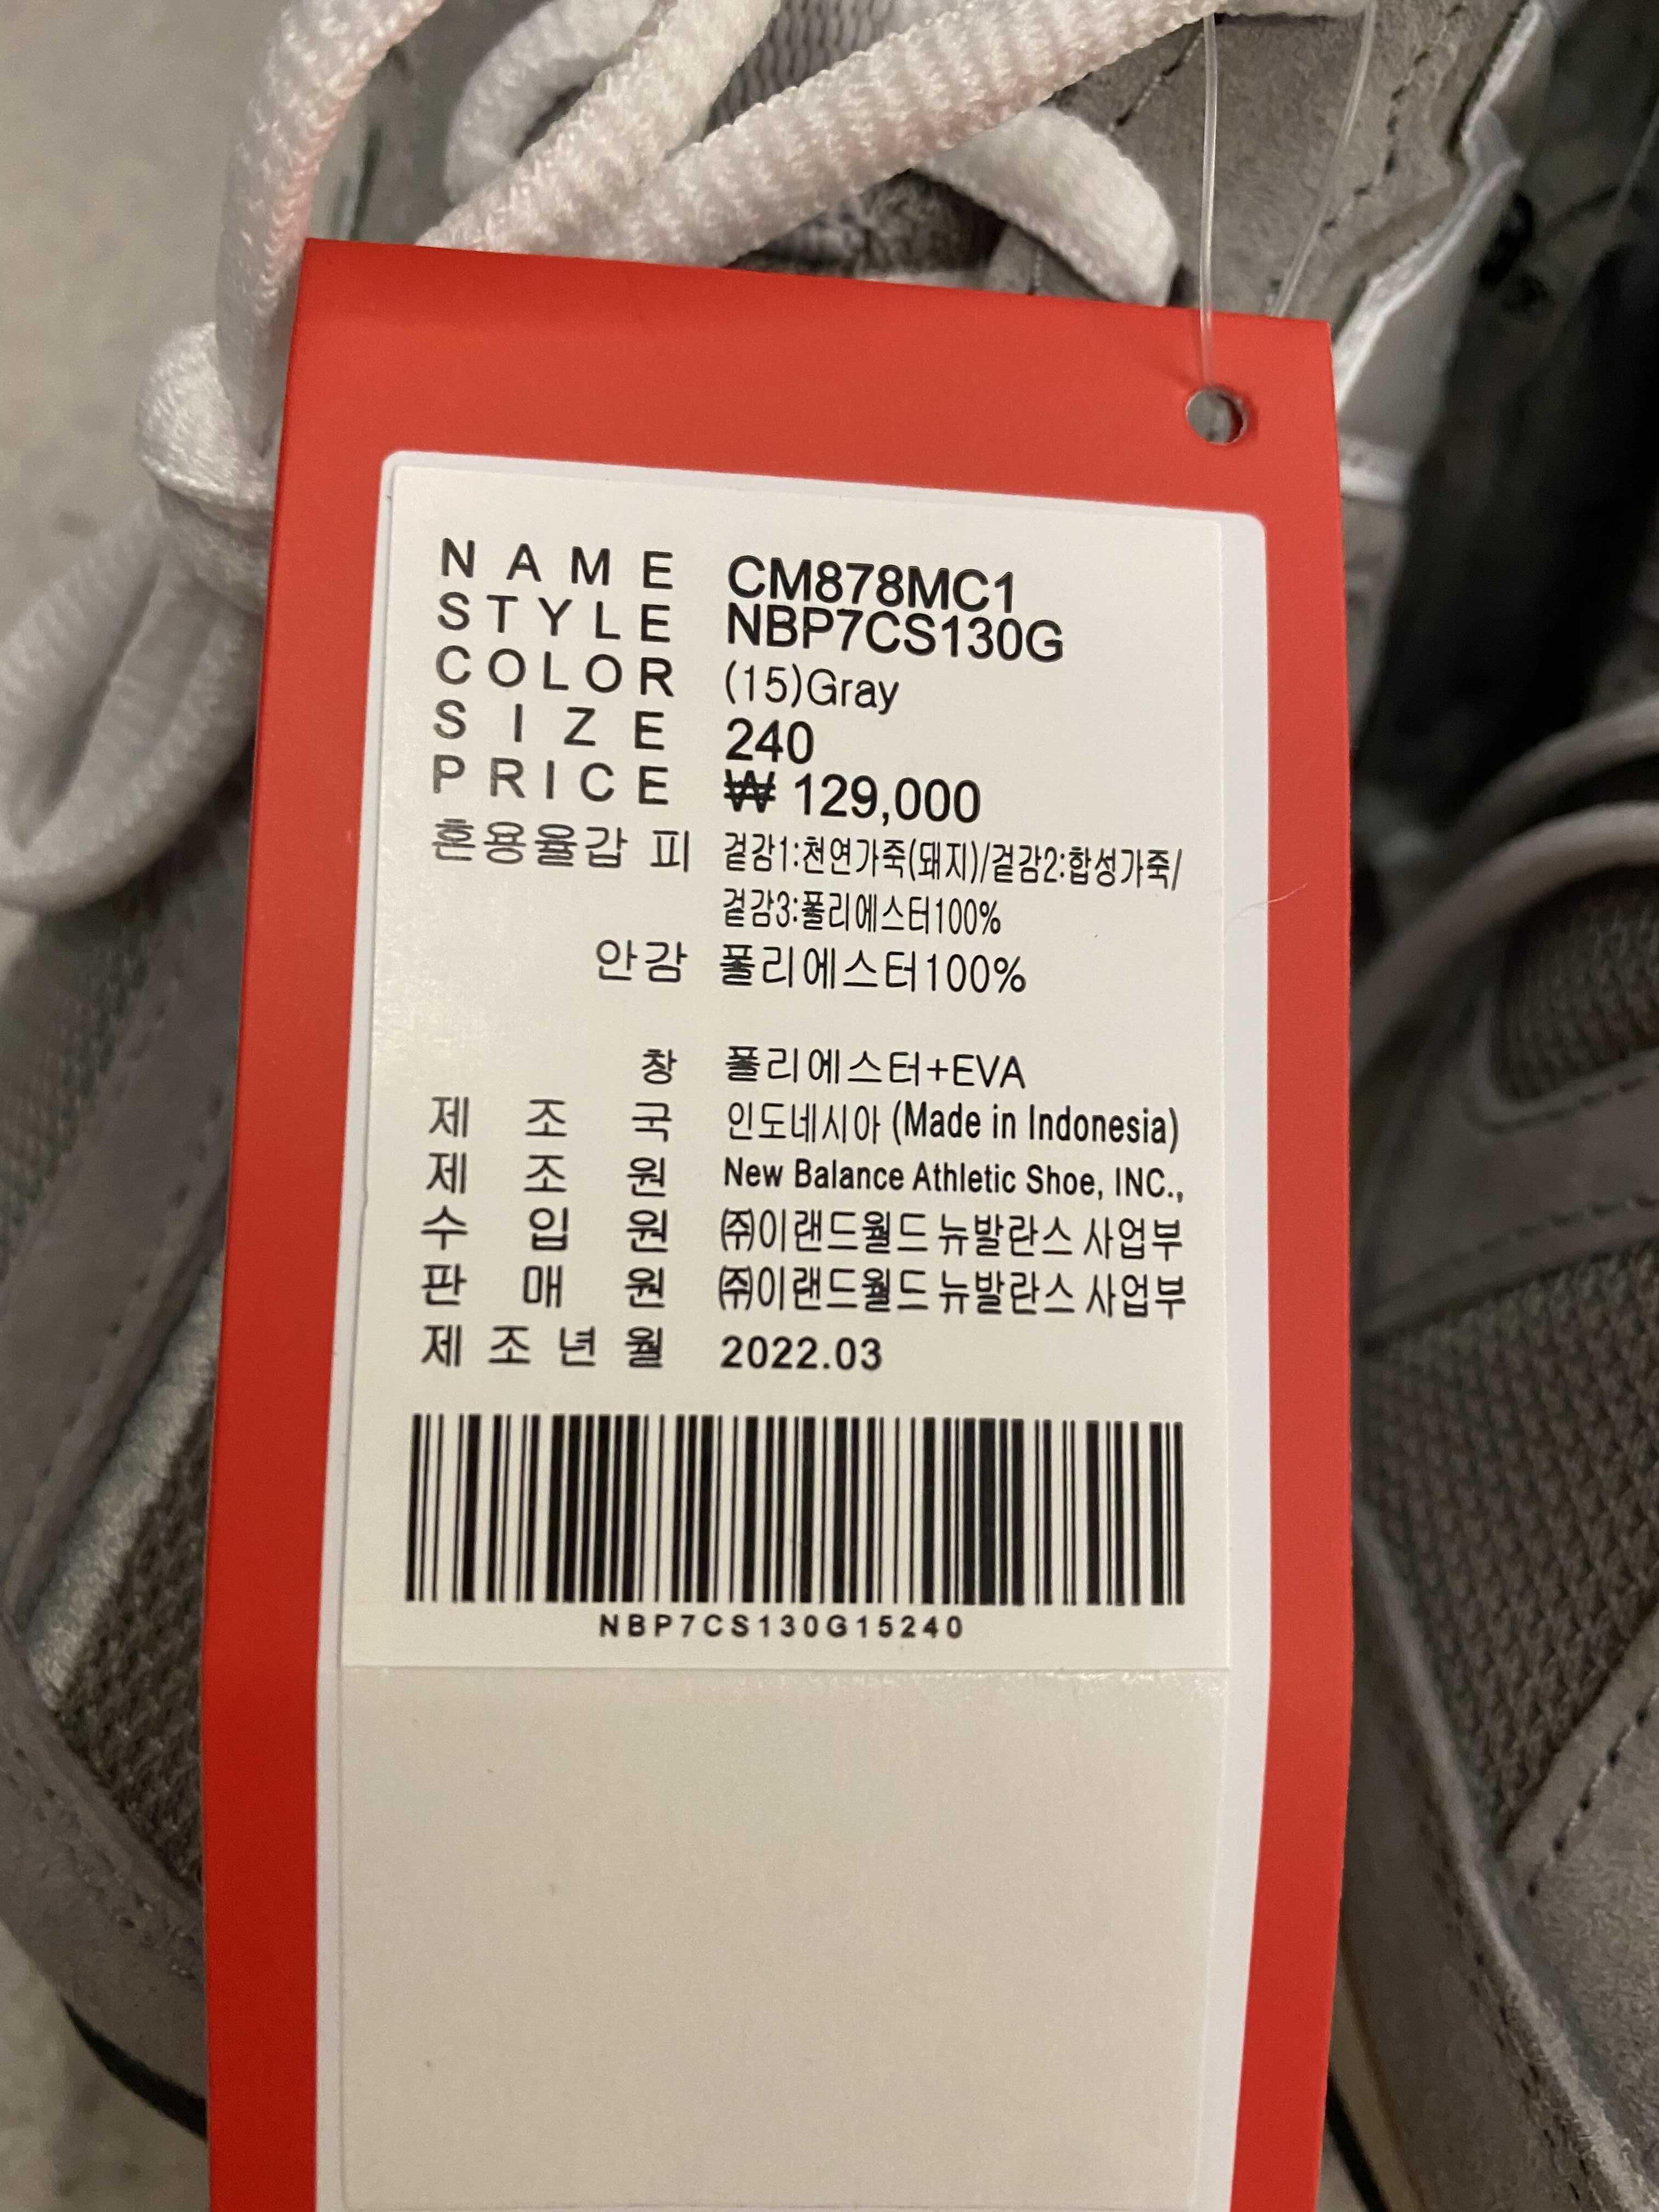 NAME CM878MC1
STYLE NBP7CS130G
COLOR (15)Gray
SIZE 240
PRICE ₩ 129,000
혼용율갑 피 겉감1:천연가죽(돼지)/겉감2:합성가죽/
겉감3:폴리에스터100%
안감 폴리에스터100%
창 폴리에스터+EVA
제조국 인도네시아 (Made in Indonesia)
제조원 New Balance Athletic Shoe, INC.,
수입원 ㈜이랜드월드 뉴발란스 사업부
판매원 ㈜이랜드월드 뉴발란스 사업부
제조년월 2022.03
NBP7CS130G15240